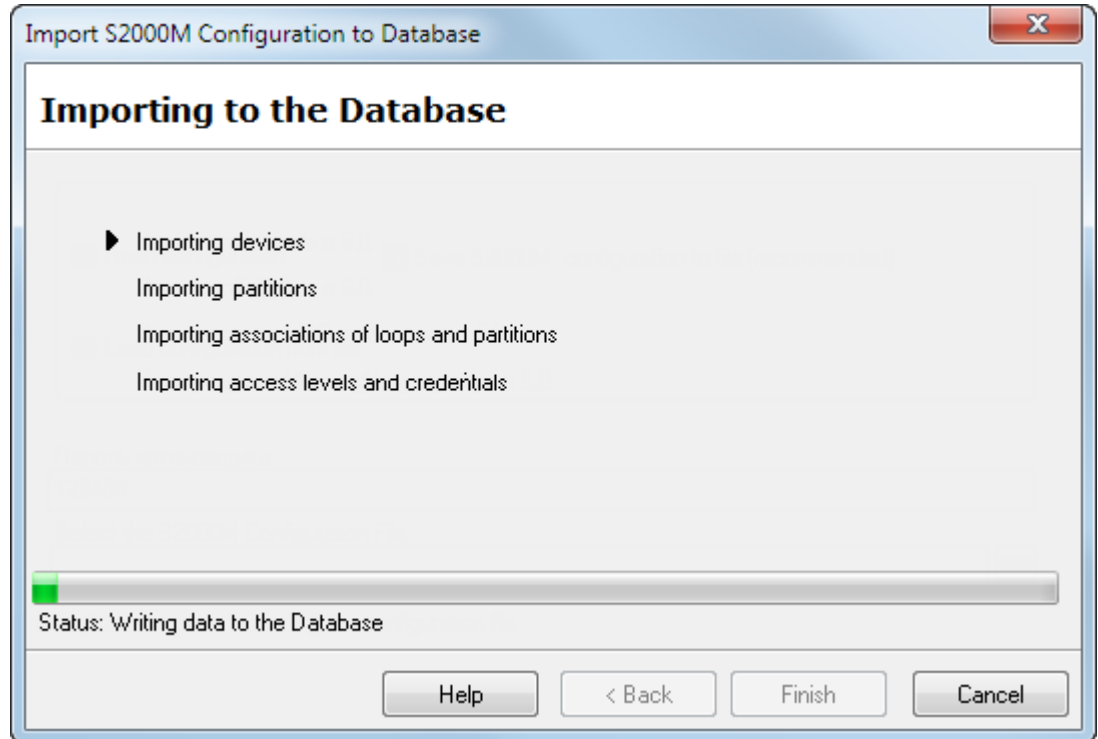 Import S2000M Configuration to Database
Importing to the Database
Importing devices
Importing partitions
Importing associations of loops and partitions
Importing access levels and credentials
Status: Writing data to the Database
Help
< Back
Finish
Cancel